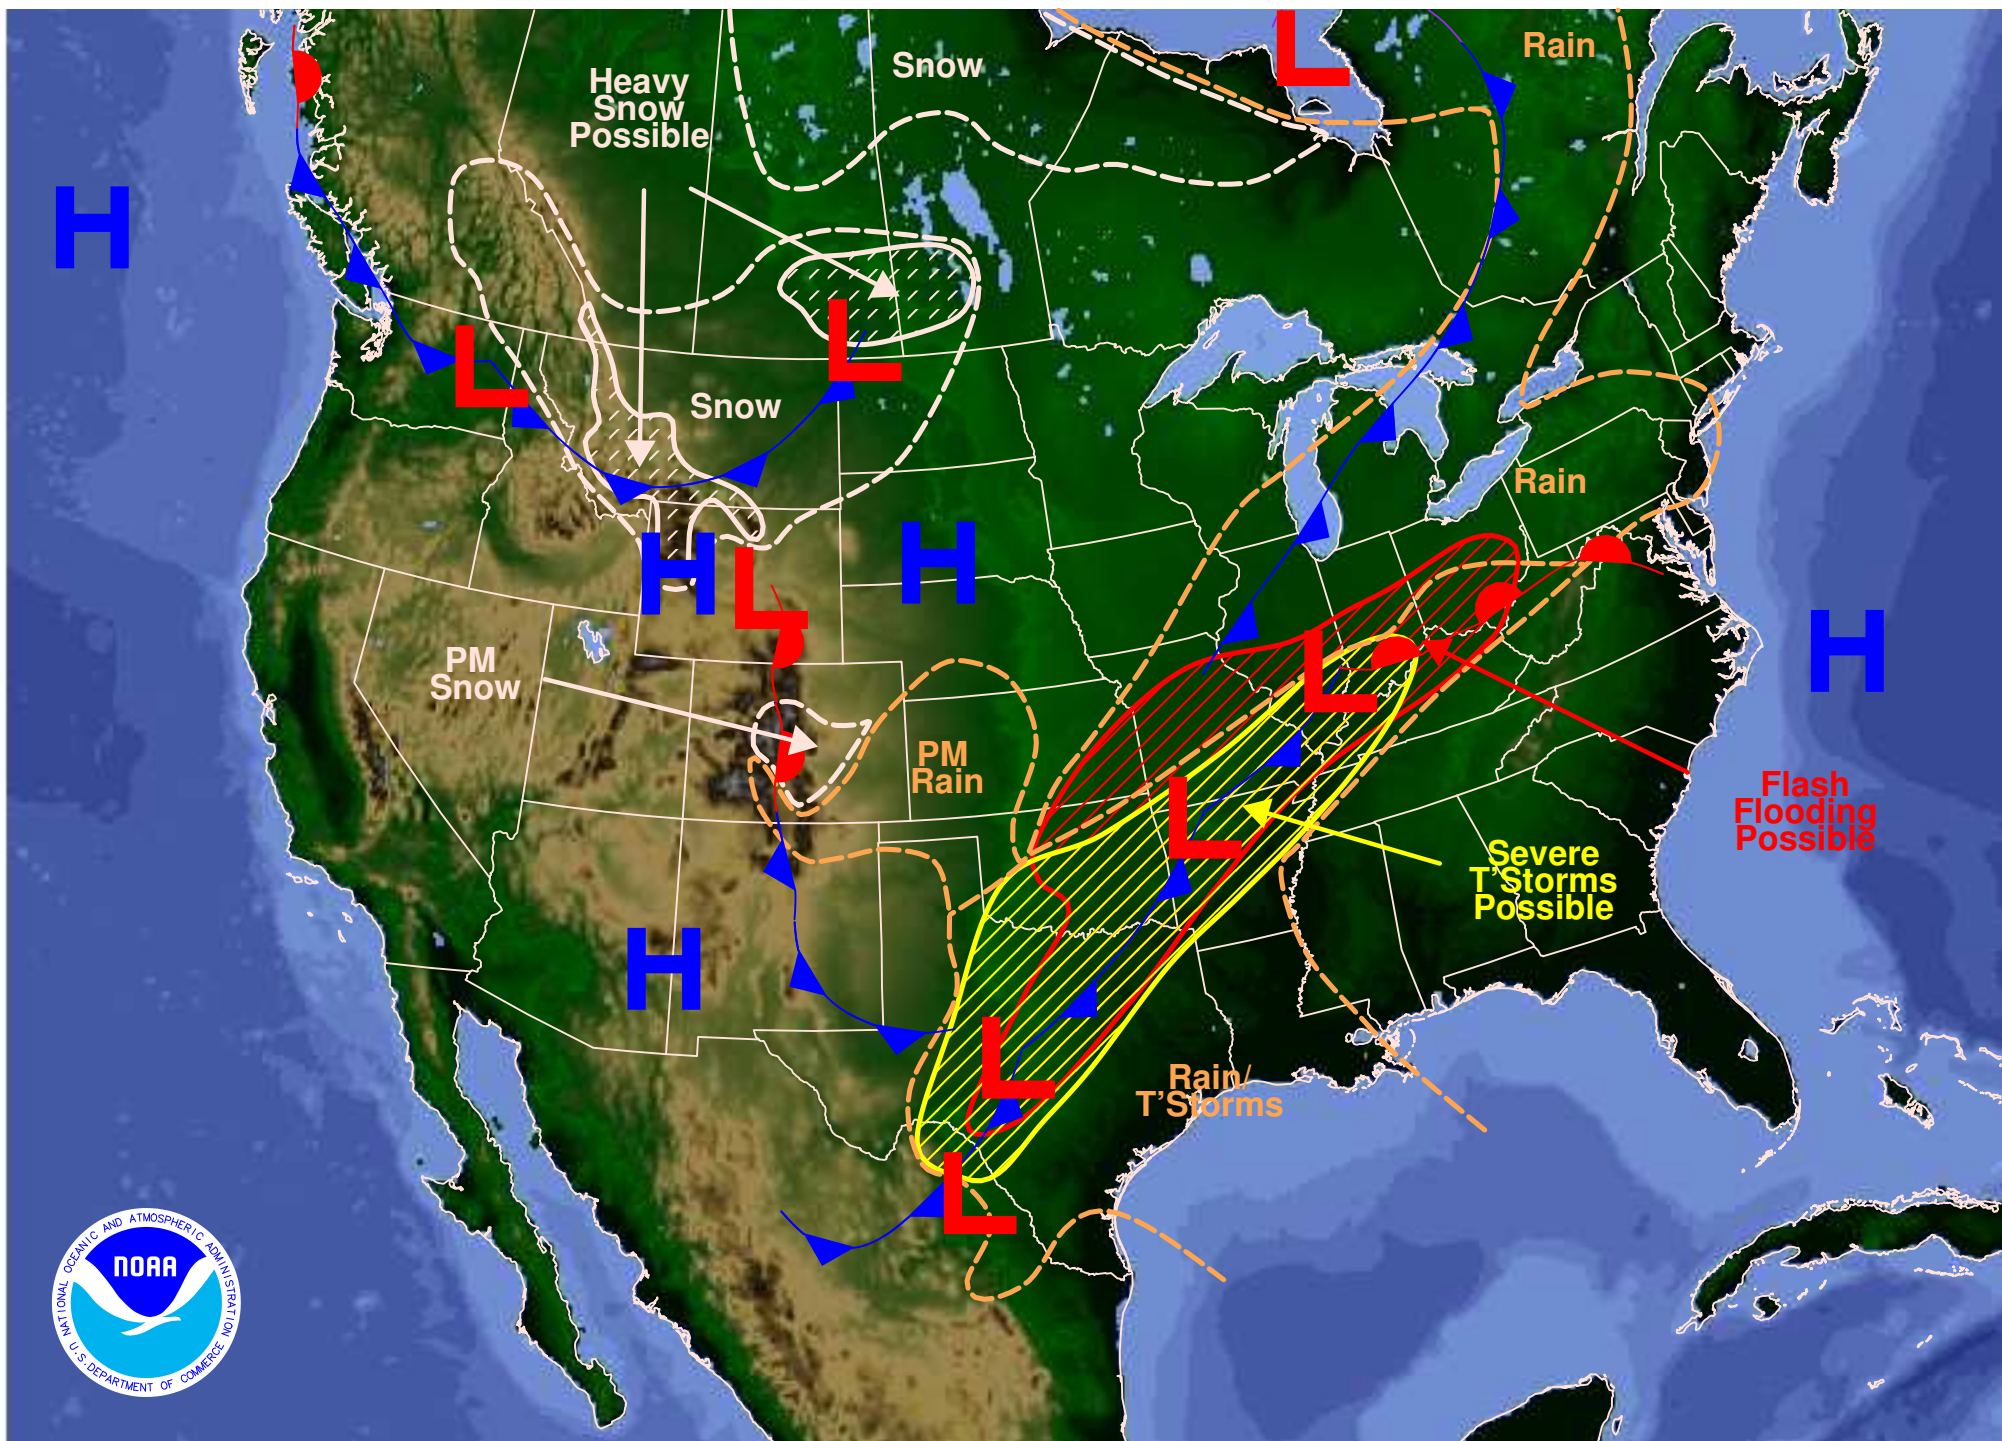 Heavy
Snow
Possible
Snow
L
Rain
H
L
L
Snow
Rain
H
L
H
H
PM
Snow
L
H
PM
Rain
L
Flash
Flooding
Possible
Severe
T'Storms
Possible
H
L
Rain/
T'Storms
L
NATIONAL OCEANIC AND ATMOSPHERIC ADMINISTRATION
NOAA
U.S. DEPARTMENT OF COMMERCE